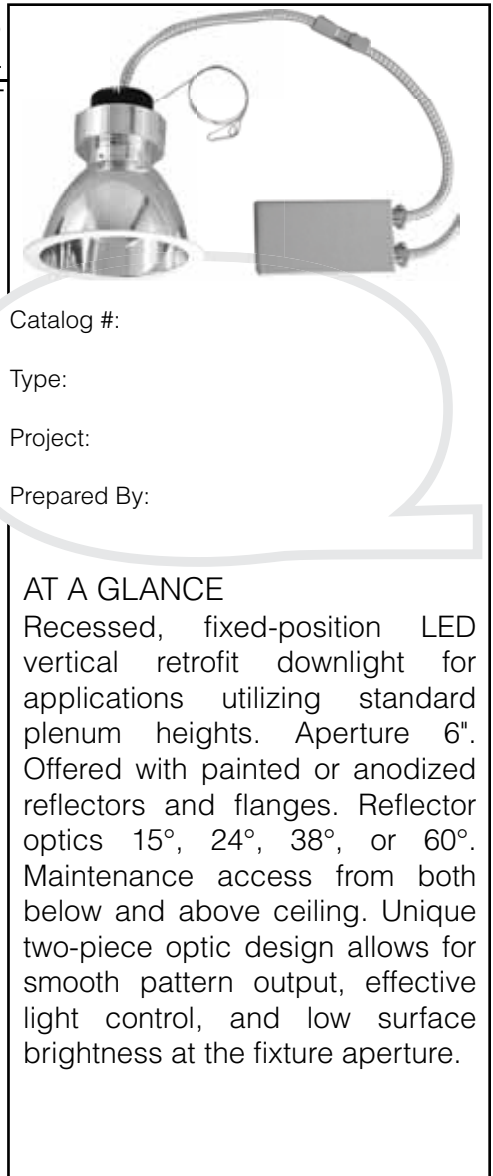 Catalog #:
Type:
Project:
Prepared By:
AT A GLANCE
Recessed, fixed-position LED
vertical retrofit downlight for
applications utilizing standard
plenum heights. Aperture 6".
Offered with painted or anodized
reflectors and flanges. Reflector
optics 15°, 24°, 38°, or 60°.
Maintenance access from both
below and above ceiling. Unique
two-piece optic design allows for
smooth pattern output, effective
light control, and low surface
brightness at the fixture aperture.